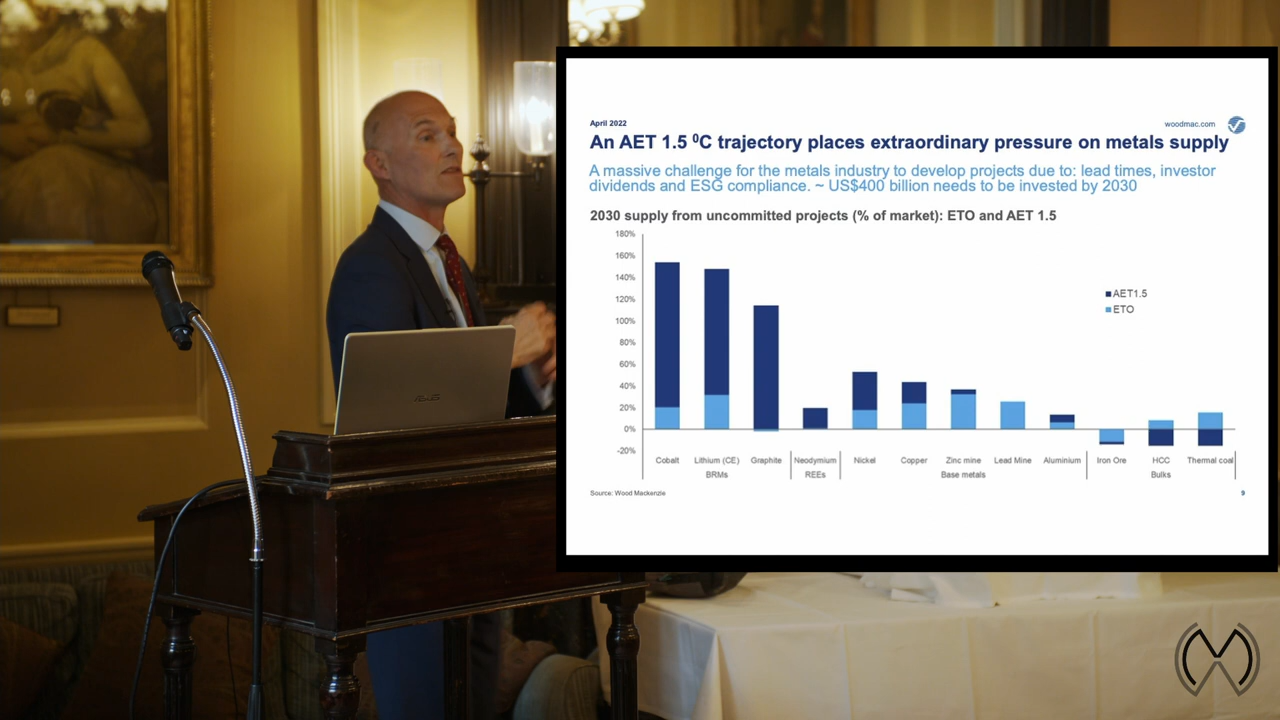 April 2022
woodmac.com
An AET 1.5 ⁰C trajectory places extraordinary pressure on metals supply
A massive challenge for the metals industry to develop projects due to: lead times, investor
dividends and ESG compliance. ~ US$400 billion needs to be invested by 2030
2030 supply from uncommitted projects (% of market): ETO and AET 1.5
180%
160%
140%
120%
100%
80%
60%
40%
20%
0%
-20%
AET1.5
ETO
Cobalt Lithium (CE) Graphite Neodymium Nickel Copper Zinc mine Lead Mine Aluminium Iron Ore HCC Thermal coal
BRMs REEs Base metals Bulks
Source: Wood Mackenzie
9
ASUS